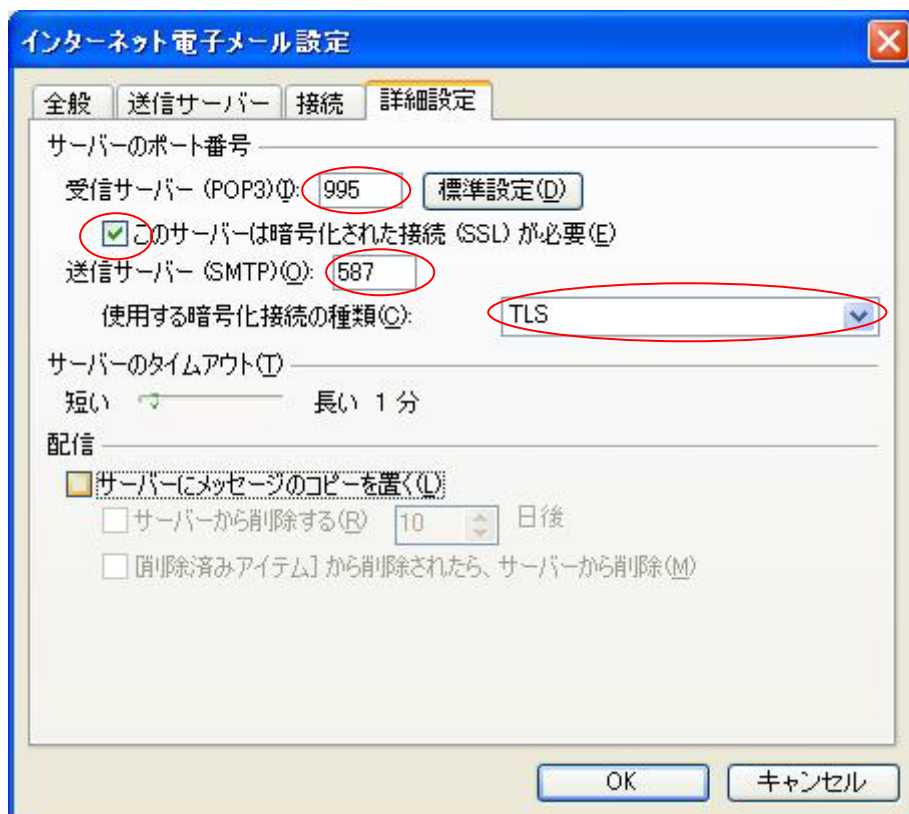 インターネット電子メール設定
全般 送信サーバー 接続 詳細設定
サーバーのポート番号
受信サーバー (POP3)(I): 995 標準設定(D)
このサーバーは暗号化された接続 (SSL) が必要(E)
送信サーバー (SMTP)(O): 587
使用する暗号化接続の種類(C): TLS
サーバーのタイムアウト(T)
短い 長い 1 分
配信
サーバーにメッセージのコピーを置く(L)
サーバーから削除する(R) 10 日後
[削除済みアイテム] から削除されたら、サーバーから削除(M)
OK キャンセル